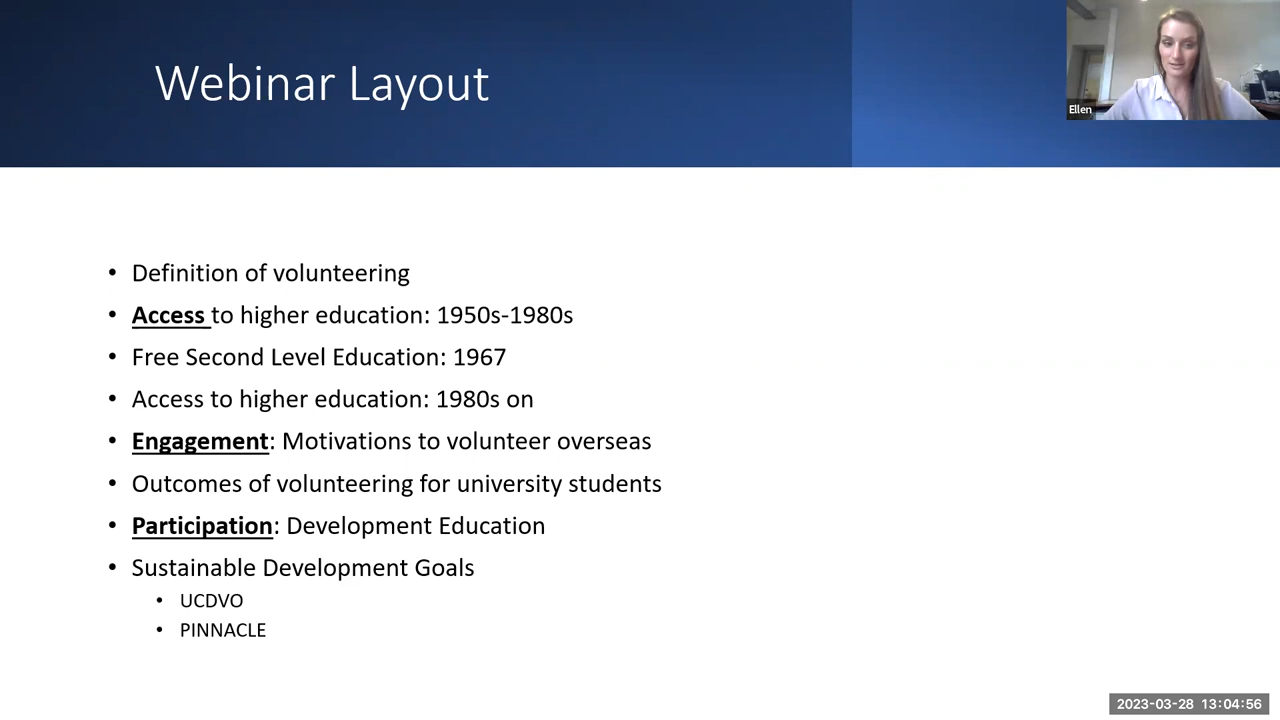 Webinar Layout
Ellen
• Definition of volunteering
• Access to higher education: 1950s-1980s
• Free Second Level Education: 1967
• Access to higher education: 1980s on
• Engagement: Motivations to volunteer overseas
• Outcomes of volunteering for university students
• Participation: Development Education
• Sustainable Development Goals
• UCDVO
• PINNACLE
2023-03-28 13:04:56